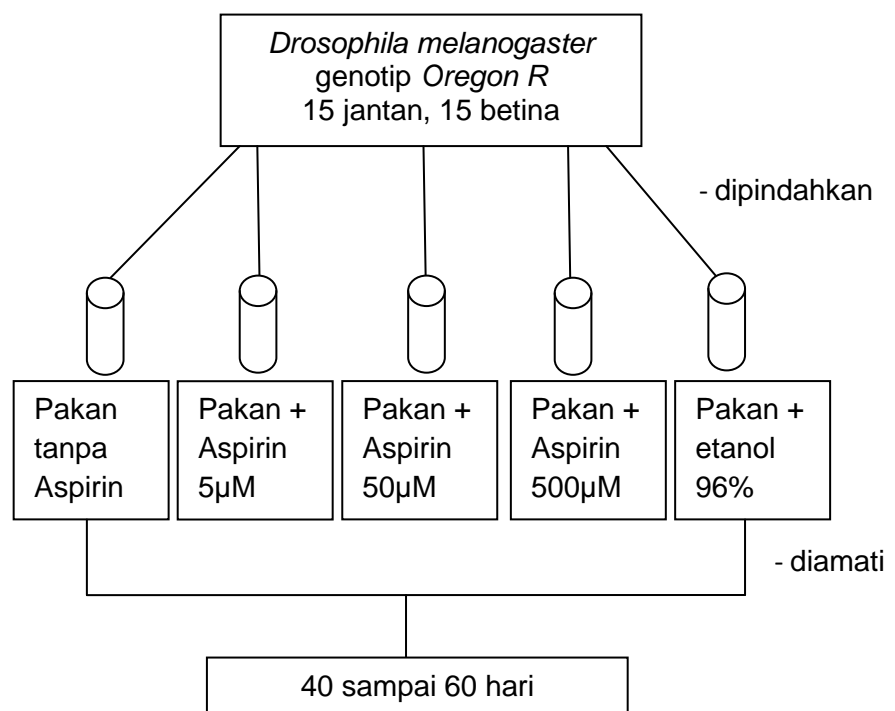 Drosophila melanogaster
genotip Oregon R
15 jantan, 15 betina
- dipindahkan
Pakan
tanpa
Aspirin
Pakan +
Aspirin
5µM
Pakan +
Aspirin
50µM
Pakan +
Aspirin
500µM
Pakan +
etanol
96%
- diamati
40 sampai 60 hari